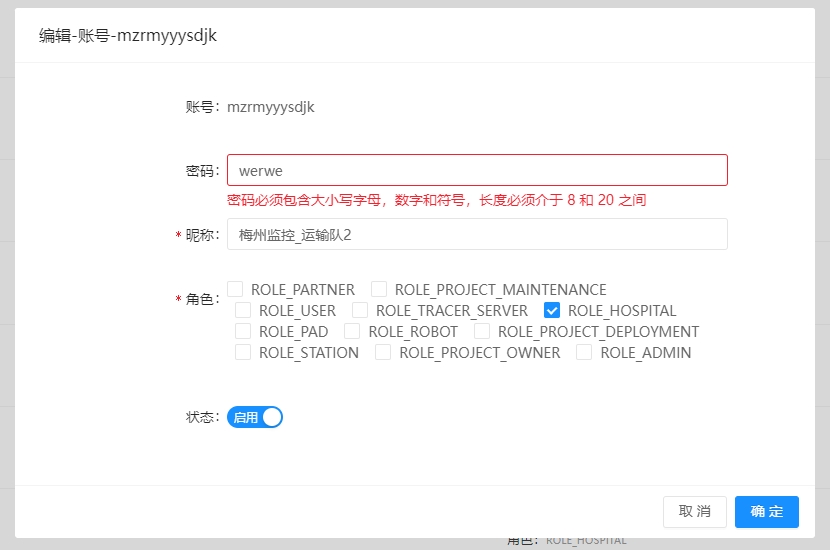 编辑-账号-mzrmyyysdjk
账号： mzrmyyysdjk
密码： werwe
密码必须包含大小写字母，数字和符号，长度必须介于 8 和 20 之间
* 昵称： 梅州监控_运输队2
* 角色： ROLE_PARTNER ROLE_PROJECT_MAINTENANCE
ROLE_USER ROLE_TRACER_SERVER ROLE_HOSPITAL
ROLE_PAD ROLE_ROBOT ROLE_PROJECT_DEPLOYMENT
ROLE_STATION ROLE_PROJECT_OWNER ROLE_ADMIN
状态： 启用
取 消 确 定
角色： ROLE_HOSPITAL